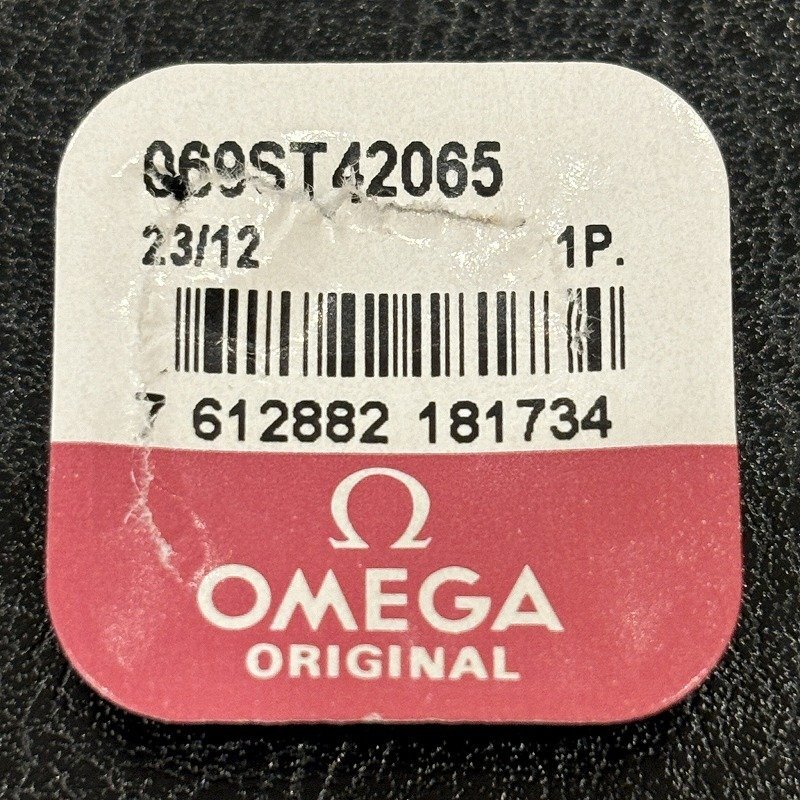 069ST42065
23/12 1P.
7 612882 181734
Ω
OMEGA
ORIGINAL